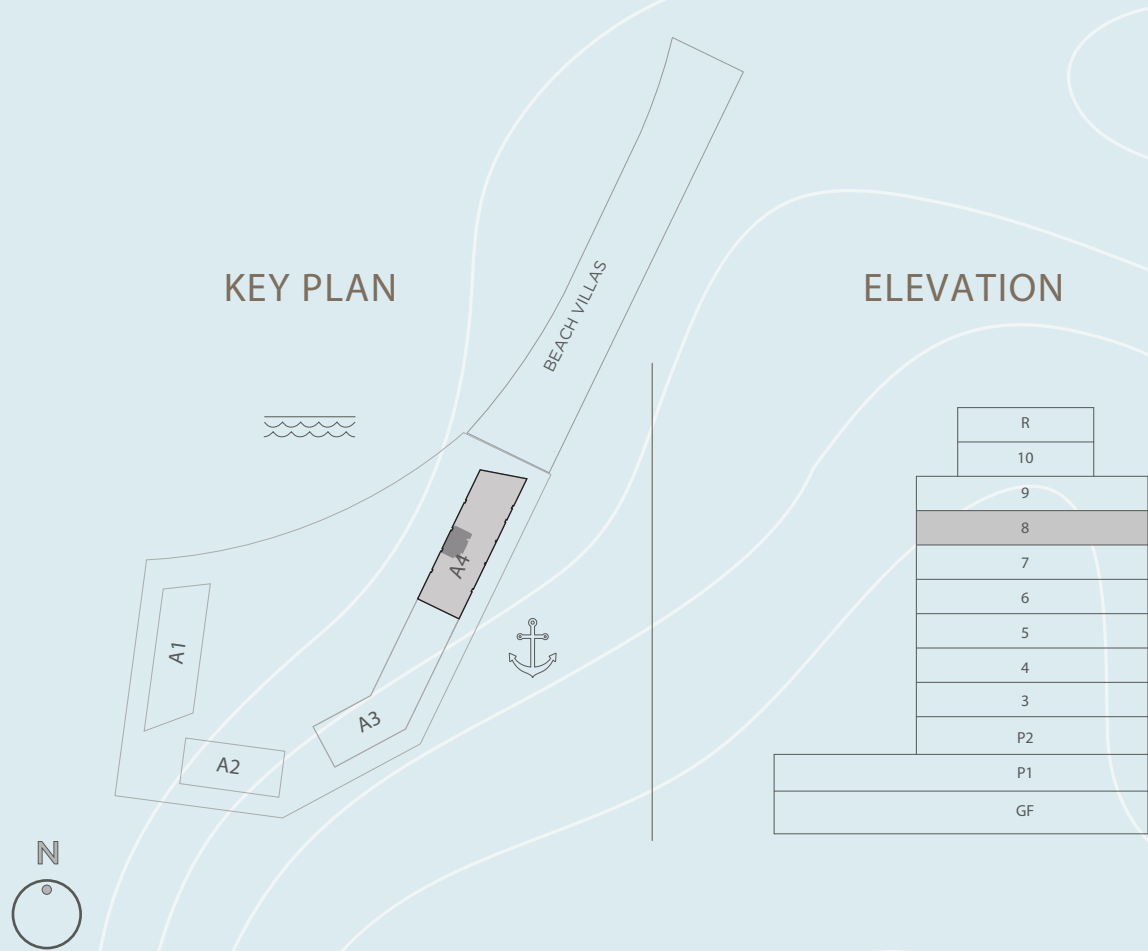 KEY PLAN
BEACH VILLAS
A4
A1
A3
A2
N
ELEVATION
R
10
9
8
7
6
5
4
3
P2
P1
GF